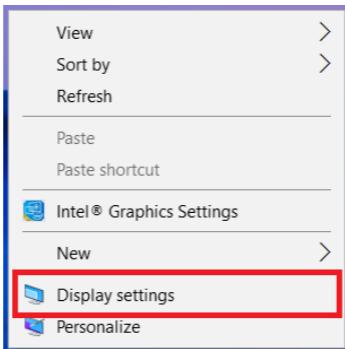 View
Sort by
Refresh
Paste
Paste shortcut
Intel® Graphics Settings
New
Display settings
Personalize